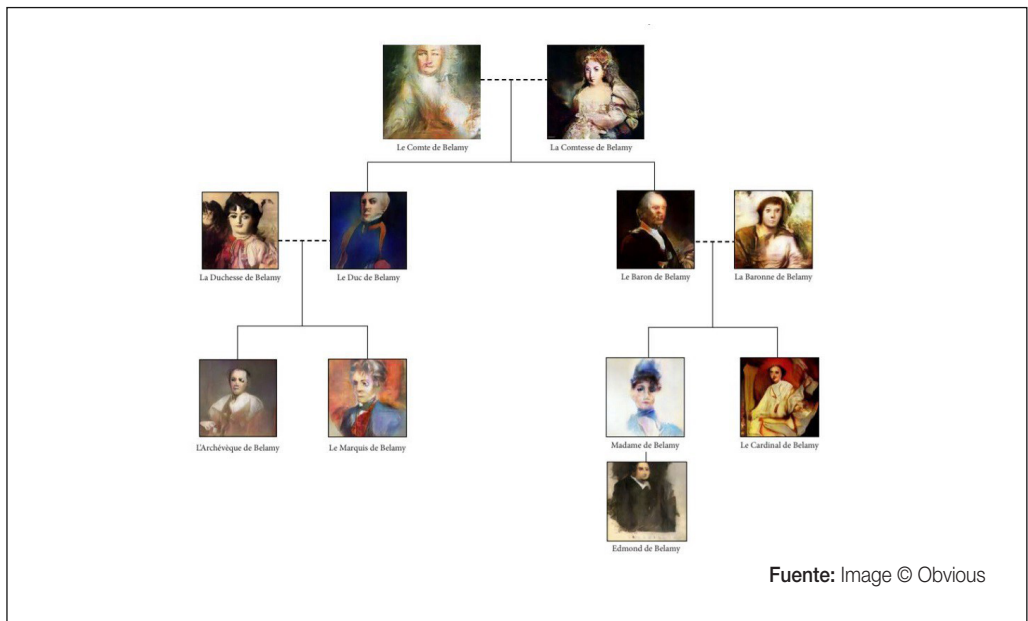 Le Comte de Belamy
La Comtesse de Belamy
La Duchesse de Belamy
Le Duc de Belamy
Le Baron de Belamy
La Baronne de Belamy
L'Archévêque de Belamy
Le Marquis de Belamy
Madame de Belamy
Le Cardinal de Belamy
Edmond de Belamy
Fuente: Image © Obvious